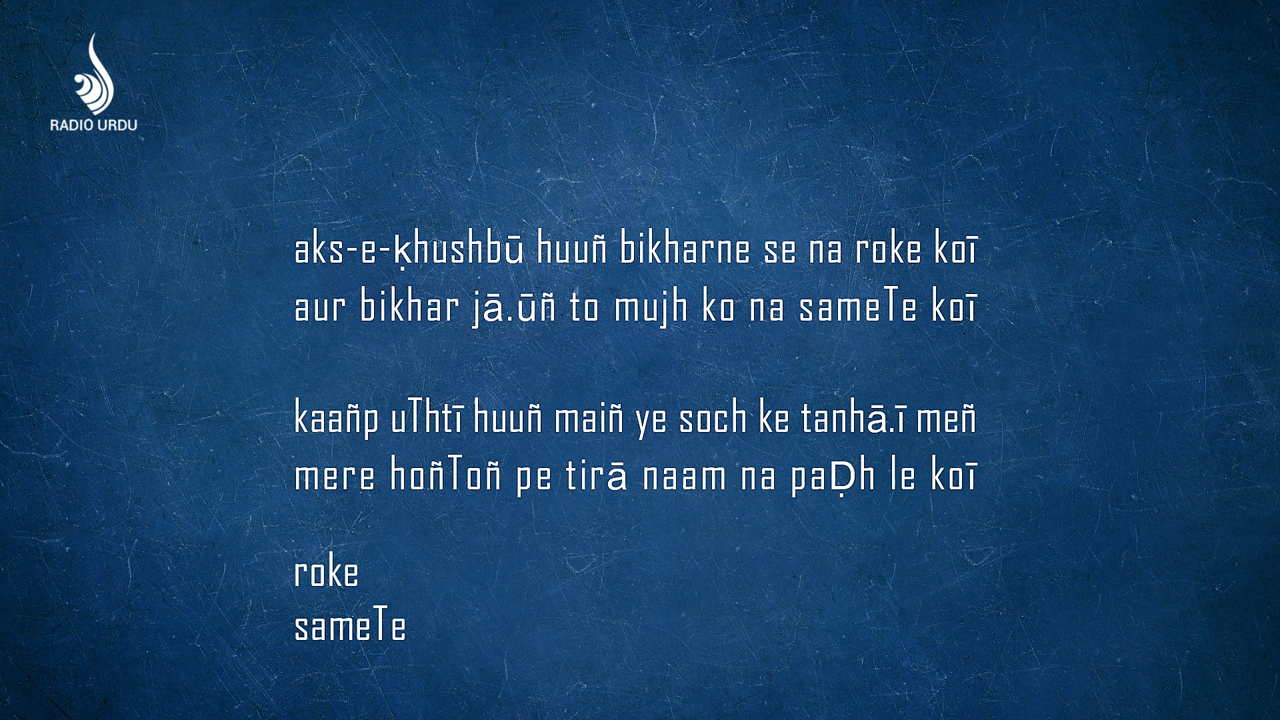 RADIO URDU
aks-e-ḳhushbū huuñ bikharne se na roke koī
aur bikhar jā.ūñ to mujh ko na sameTe koī
kaañp uThtī huuñ maiñ ye soch ke tanhā.ī meñ
mere hoñToñ pe tirā naam na paḌh le koī
roke
sameTe